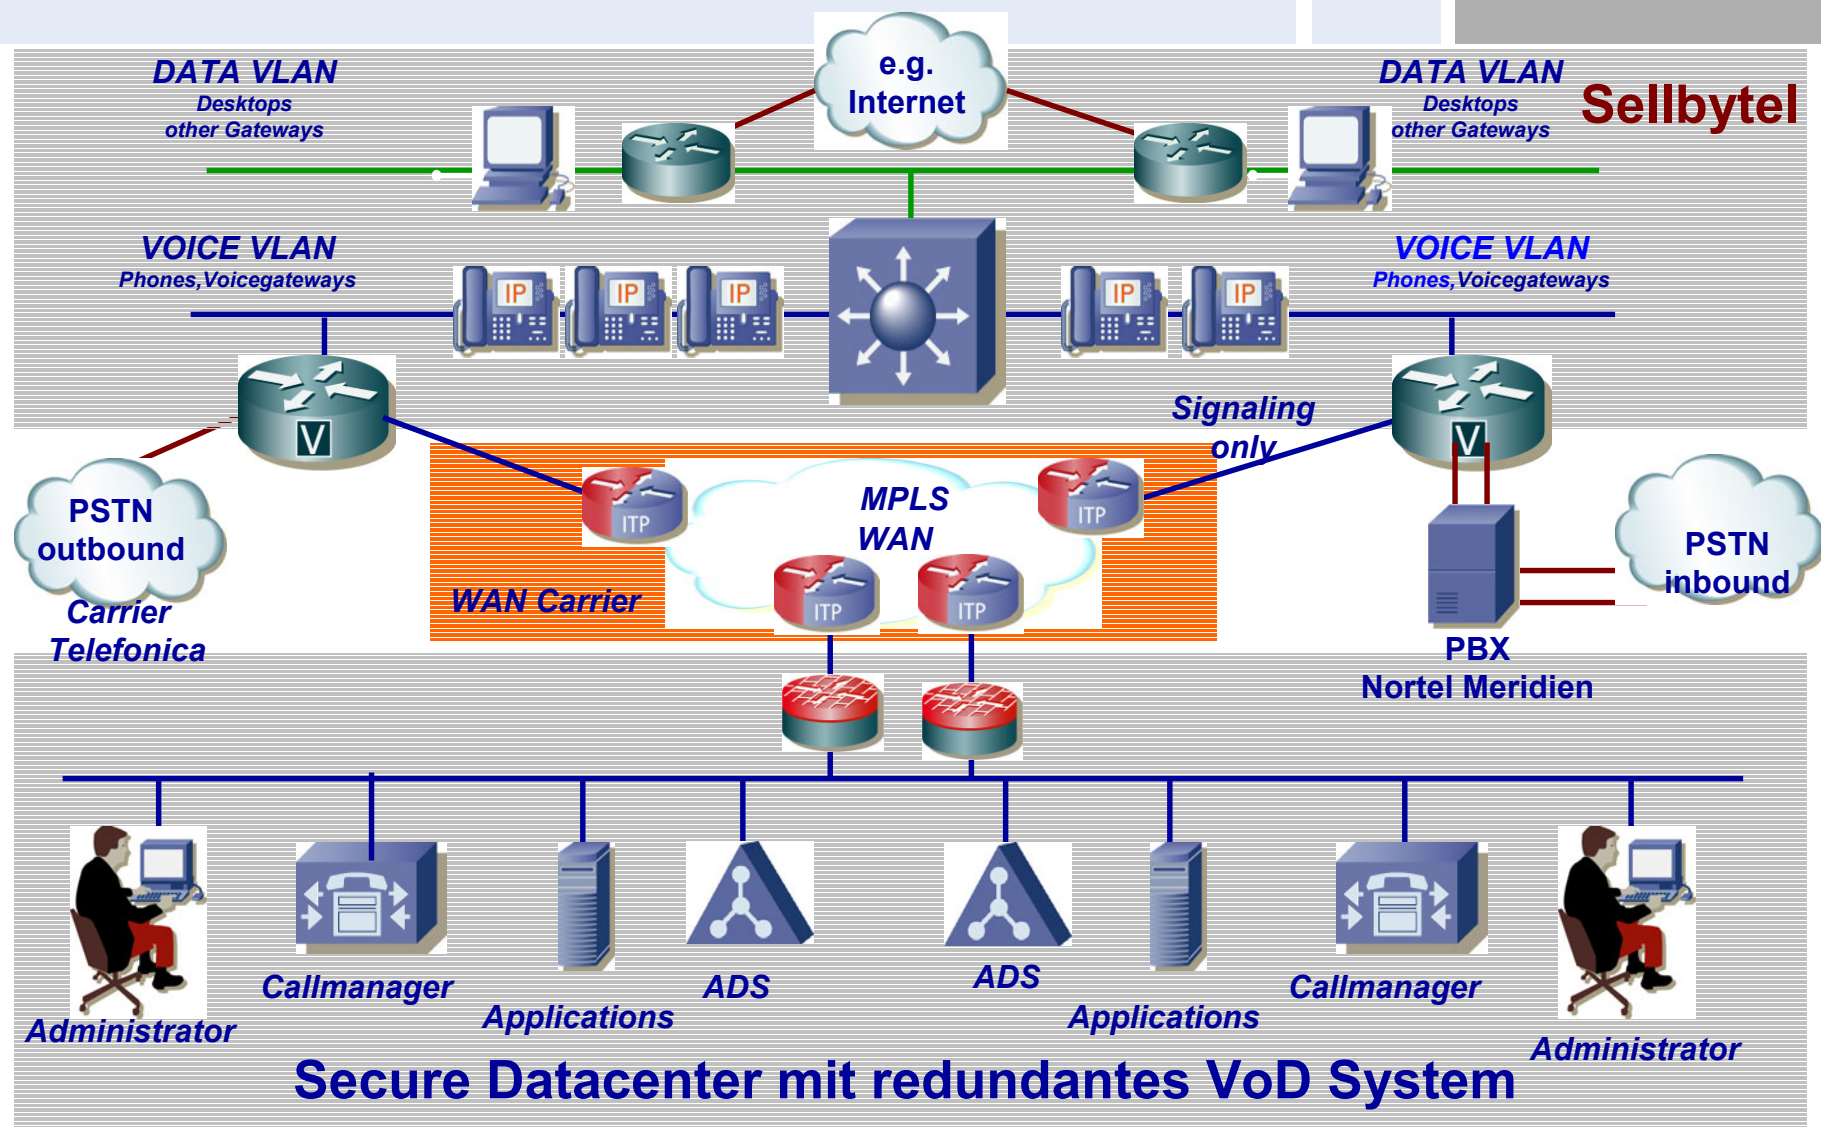 e.g.
Internet
DATA VLAN
Desktops
other Gateways
DATA VLAN
Desktops
other Gateways
Sellbytel
VOICE VLAN
Phones,Voicegateways
VOICE VLAN
Phones,Voicegateways
IP
IP
IP
IP
IP
V
V
Signaling
only
PSTN
outbound
Carrier
Telefonica
MPLS
WAN
ITP
ITP
ITP
ITP
WAN Carrier
PSTN
inbound
PBX
Nortel Meridien
Administrator
Callmanager
Applications
ADS
ADS
Applications
Callmanager
Administrator
Secure Datacenter mit redundantes VoD System